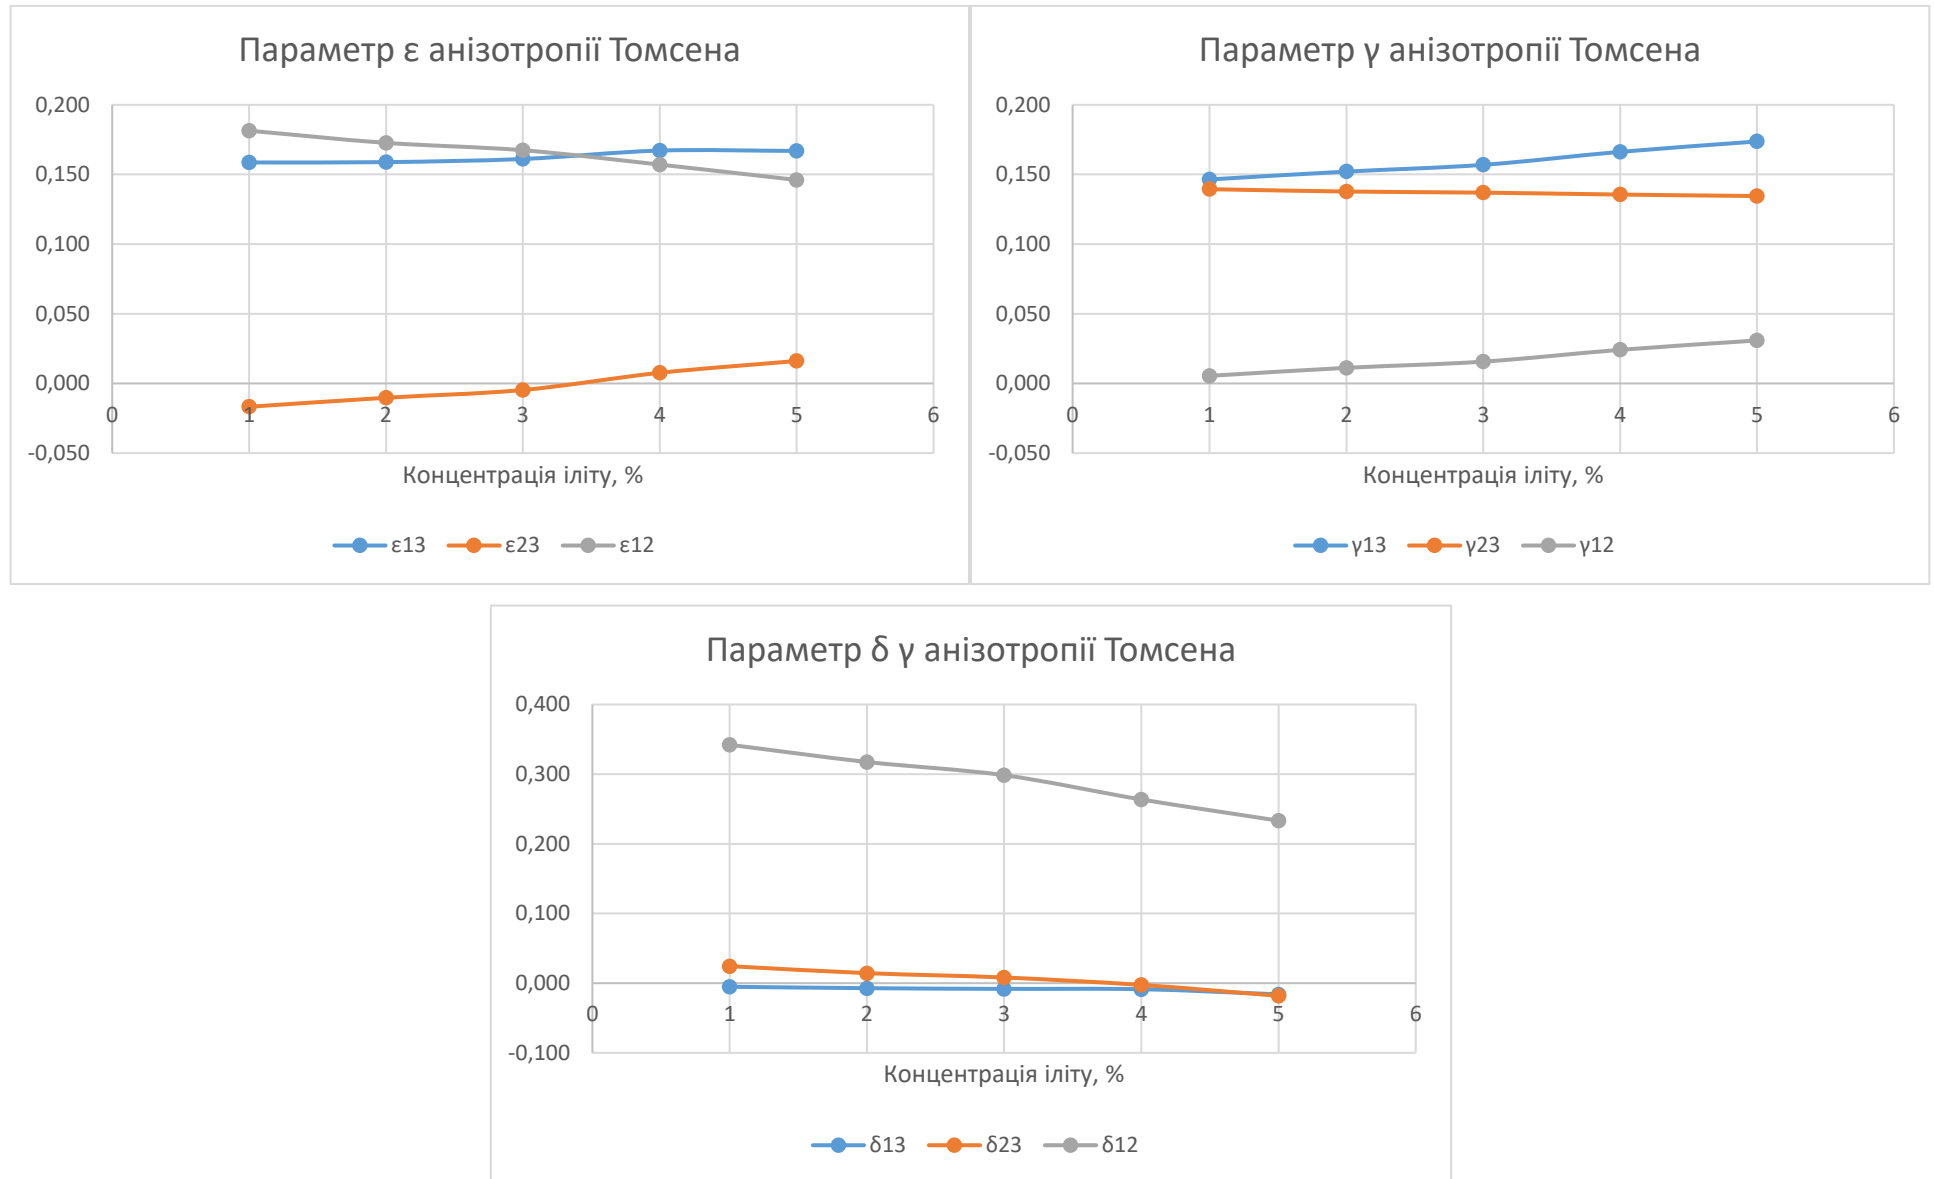 Параметр ε анізотропії Томсена
0,200
0,150
0,100
0,050
0,000
-0,050
0 1 2 3 4 5 6
Концентрація іліту, %
ε13 ε23 ε12
Параметр γ анізотропії Томсена
0,200
0,150
0,100
0,050
0,000
-0,050
0 1 2 3 4 5 6
Концентрація іліту, %
γ13 γ23 γ12
Параметр δ γ анізотропії Томсена
0,400
0,300
0,200
0,100
0,000
-0,100
0 1 2 3 4 5 6
Концентрація іліту, %
δ13 δ23 δ12